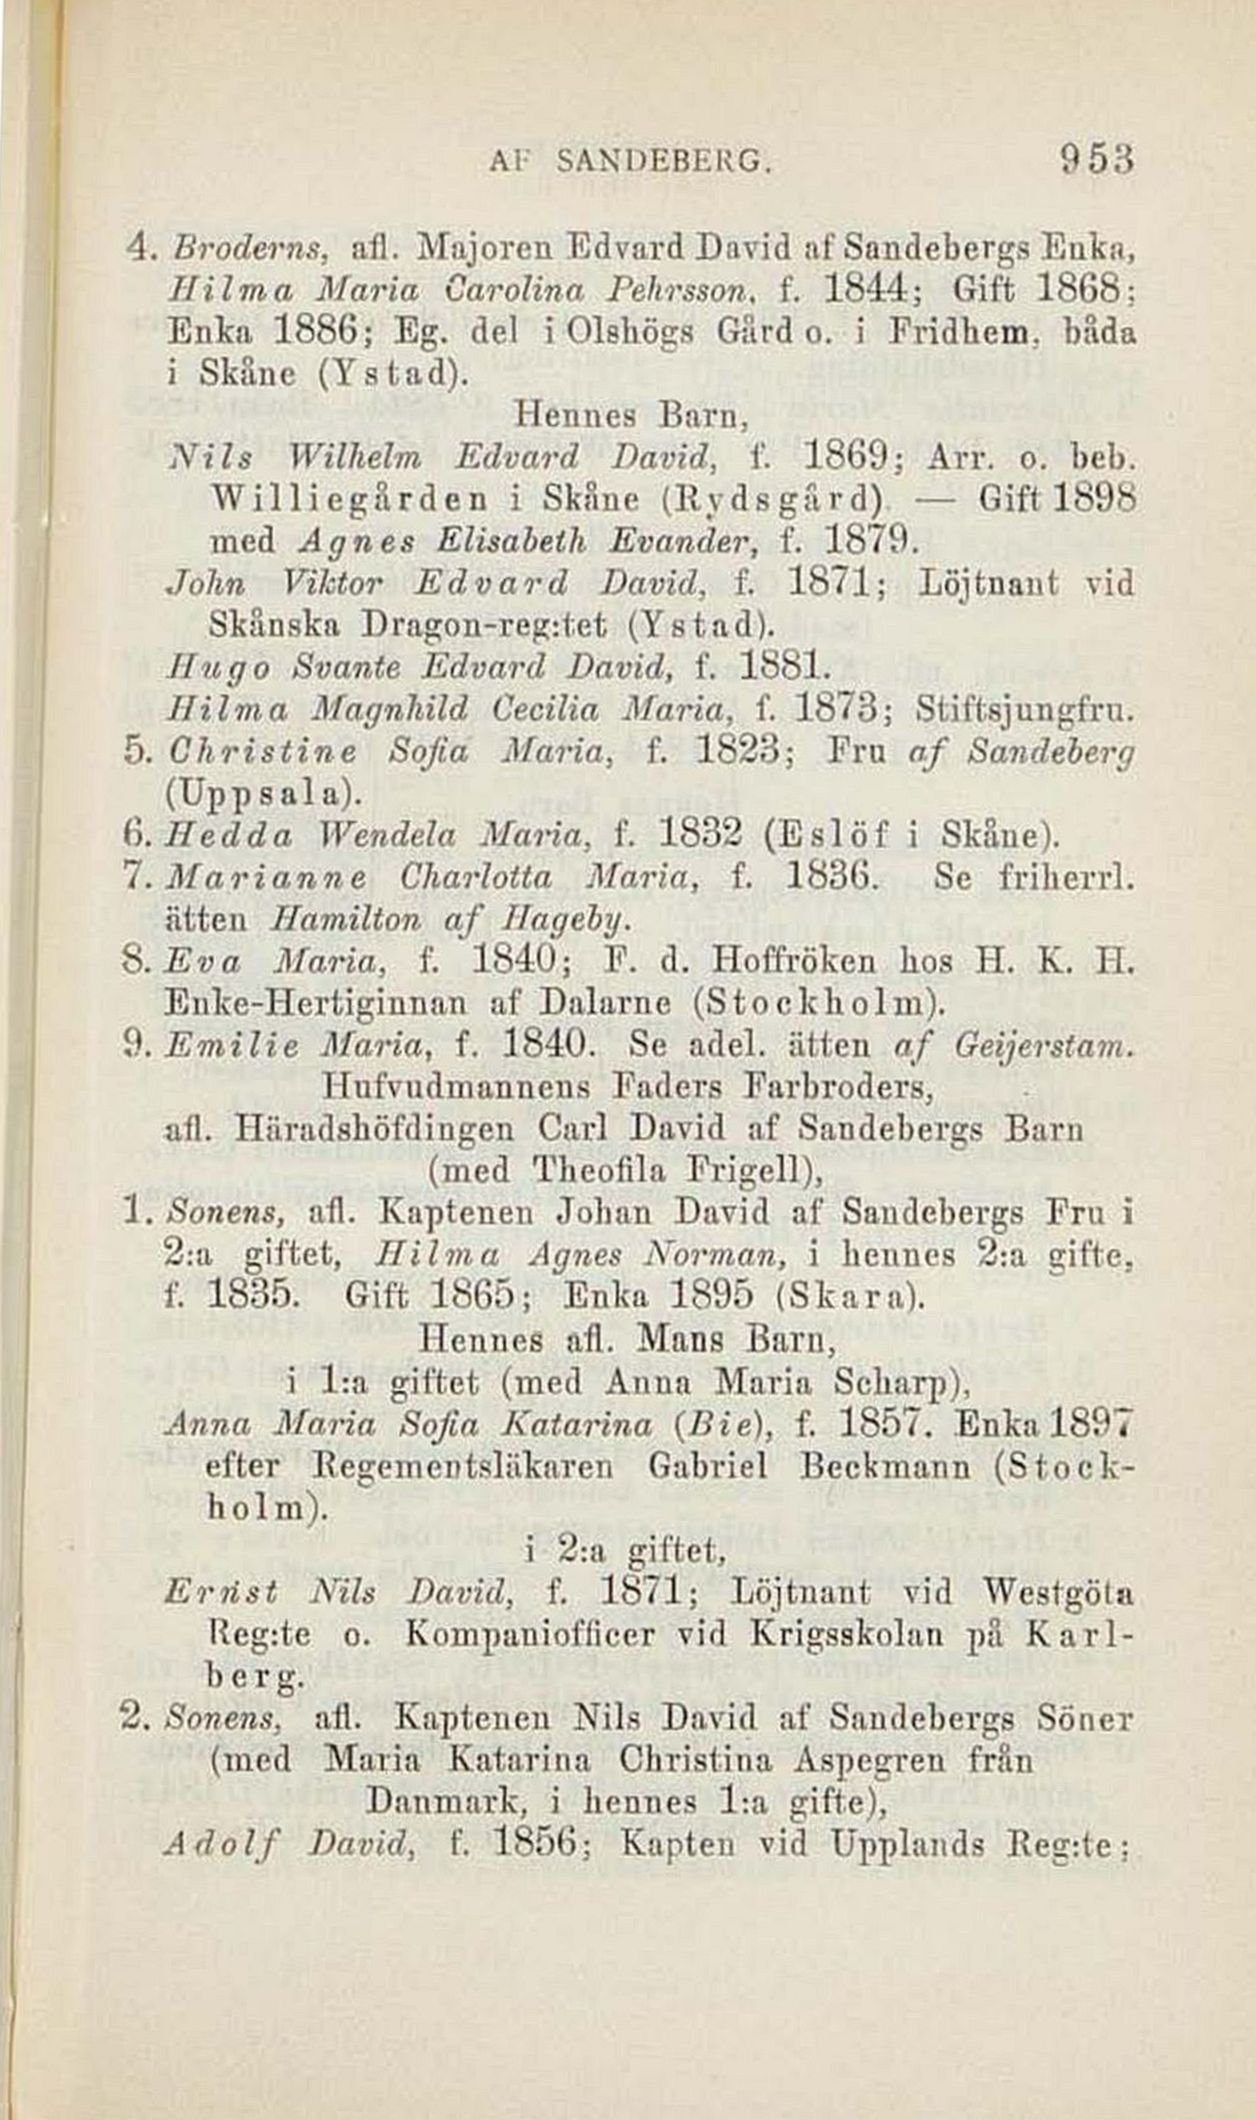 AF SANDEBERG. 953
4. Broderns, afl. Majoren Edvard David af Sandebergs Enka,
Hilma Maria Carolina Pehrsson, f. 1844; Gift 1868;
Enka 1886; Eg. del i Olshögs Gård o. i Fridhem, båda
i Skåne (Ystad).
Hennes Barn,
Nils Wilhelm Edvard David, f. 1869; Arr. o. beb.
Williegården i Skåne (Rydsgård). — Gift 1898
med Agnes Elisabeth Evander, f. 1879.
John Viktor Edvard David, f. 1871; Löjtnant vid
Skånska Dragon-reg:tet (Ystad).
Hugo Svante Edvard David, f. 1881.
Hilma Magnhild Cecilia Maria, f. 1873; Stiftsjungfru.
5. Christine Sofia Maria, f. 1823; Fru af Sandeberg
(Uppsala).
6. Hedda Wendela Maria, f. 1832 (Eslöf i Skåne).
7. Marianne Charlotta Maria, f. 1836. Se friherrl.
ätten Hamilton af Hageby.
8. Eva Maria, f. 1840; F. d. Hoffröken hos H. K. H.
Enke-Hertiginnan af Dalarne (Stockholm).
9. Emilie Maria, f. 1840. Se adel. ätten af Geijerstam.
Hufvudmannens Faders Farbroders,
afl. Häradshöfdingen Carl David af Sandebergs Barn
(med Theofila Frigell),
1. Sonens, afl. Kaptenen Johan David af Sandebergs Fru i
2:a giftet, Hilma Agnes Norman, i hennes 2:a gifte,
f. 1835. Gift 1865; Enka 1895 (Skara).
Hennes afl. Mans Barn,
i 1:a giftet (med Anna Maria Scharp),
Anna Maria Sofia Katarina (Bie), f. 1857. Enka 1897
efter Regementsläkaren Gabriel Beckmann (Stock-
holm).
i 2:a giftet,
Ernst Nils David, f. 1871; Löjtnant vid Westgöta
Reg:te o. Kompaniofficer vid Krigsskolan på Karl-
berg.
2. Sonens, afl. Kaptenen Nils David af Sandebergs Söner
(med Maria Katarina Christina Aspegren från
Danmark, i hennes 1:a gifte),
Adolf David, f. 1856; Kapten vid Upplands Reg:te;